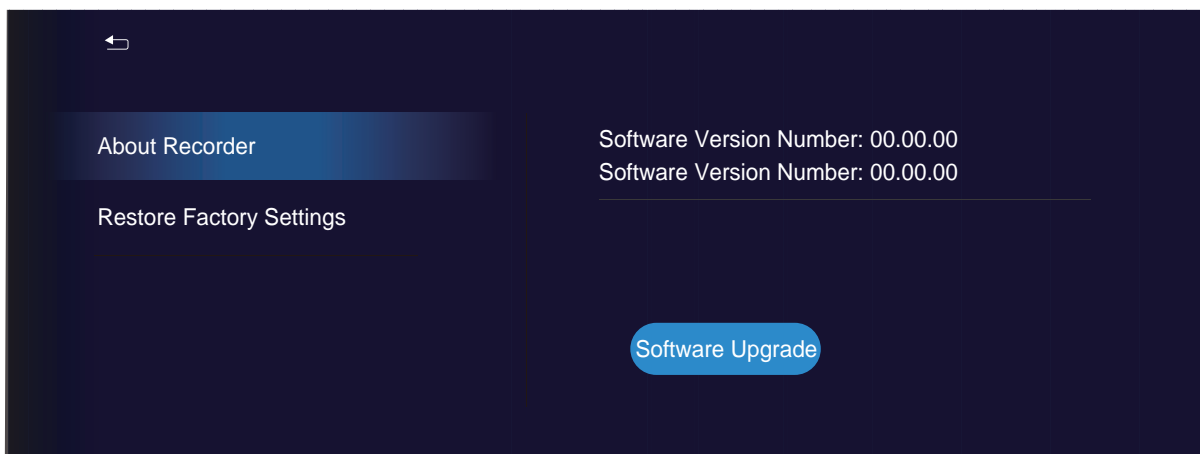 About Recorder
Restore Factory Settings
Software Version Number: 00.00.00
Software Version Number: 00.00.00
Software Upgrade